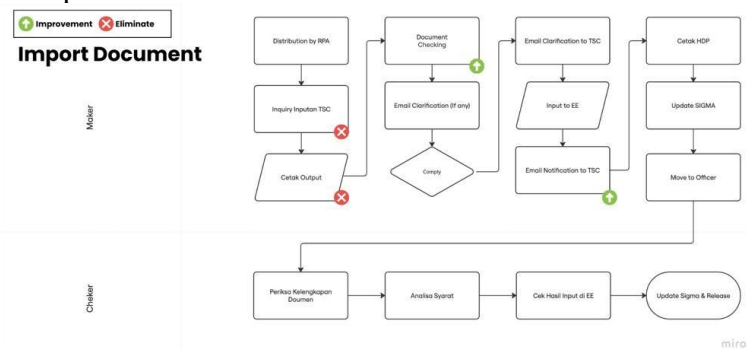 Improvement Eliminate
Import Document
Maker
Distribution by RPA
Inquiry Inputan TSC
Cetak Output
Document
Checking
Email Clarification (If any)
Comply
Email Clarification to TSC
Input to EE
Email Notification to TSC
Cetak HDP
Update SIGMA
Move to Officer
Cheker
Periksa Kelengkapan
Doumen
Analisa Syarat
Cek Hasil Input di EE
Update Sigma & Release
miro